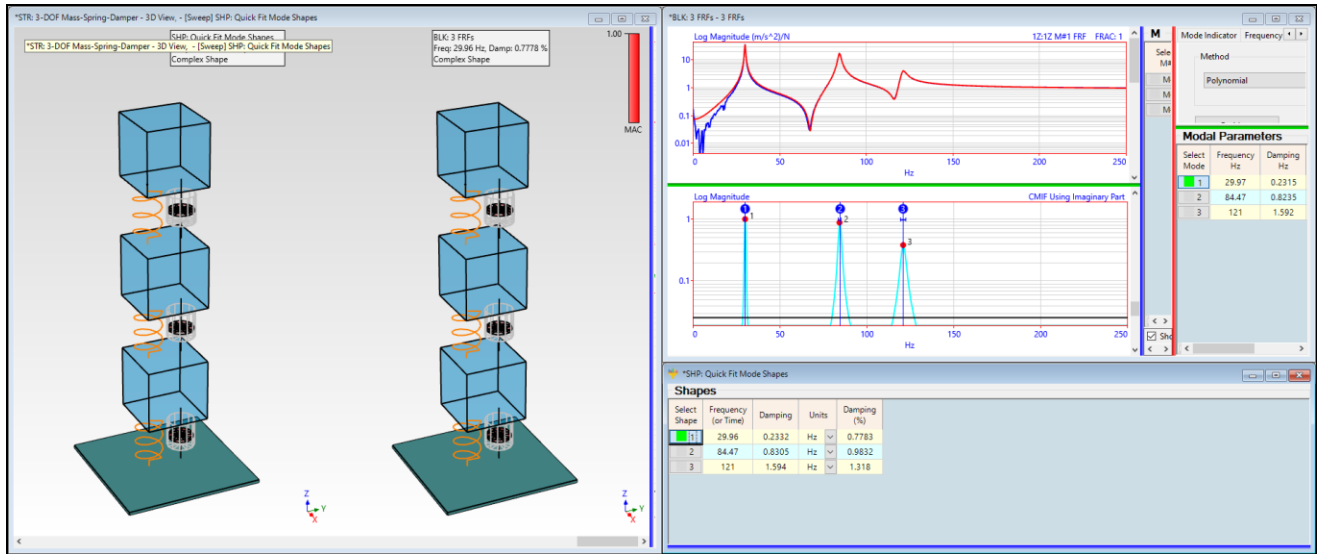 *STR: 3-DOF Mass-Spring-Damper - 3D View, - [Sweep] SHP: Quick Fit Mode Shapes
SHP: Quick Fit Mode Shapes
*STR: 3-DOF Mass-Spring-Damper - 3D View, - [Sweep] SHP: Quick Fit Mode Shapes
Complex Shape
BLK: 3 FRFs
Freq: 29.96 Hz, Damp: 0.7778 %
Complex Shape
1.00
MAC
Z
Y
X
Z
Y
X
*BLK: 3 FRFs - 3 FRFs
Log Magnitude (m/s^2)/N
1Z:1Z M#1 FRF FRAC: 1
10
1
0.1
0.01
0 50 100 150 200 250
Hz
Log Magnitude
CMIF Using Imaginary Part
1 2 3
1 2 3
1
0.1
0 50 100 150 200 250
Hz
M
Sele
M#
M
M
M
Sho
Mode Indicator Frequency
Method
Polynomial
Modal Parameters
Select Mode Frequency Hz Damping Hz
1 29.97 0.2315
2 84.47 0.8235
3 121 1.592
*SHP: Quick Fit Mode Shapes
Shapes
Select Shape Frequency (or Time) Damping Units Damping (%)
1 29.96 0.2332 Hz 0.7783
2 84.47 0.8305 Hz 0.9832
3 121 1.594 Hz 1.318